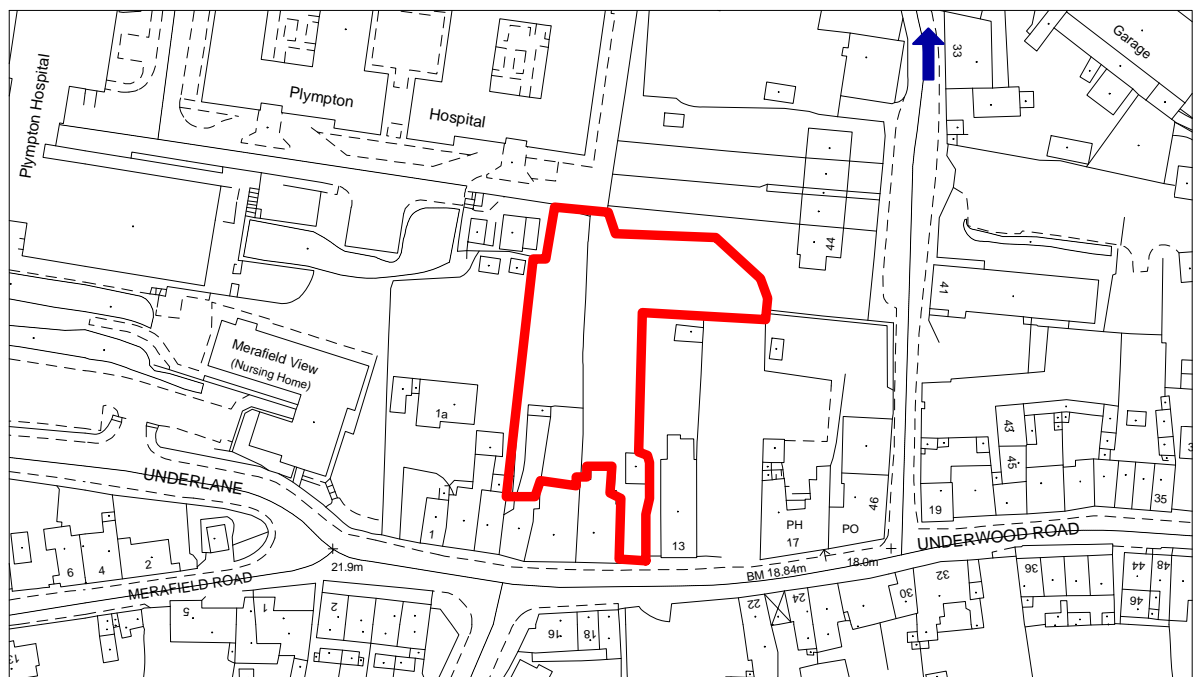 33
Garage
Plympton Hospital
Plympton
Hospital
44
41
Merafield View
(Nursing Home)
1a
43
45
UNDERLANE
1
13
PH
17
PO
46
19
35
UNDERWOOD ROAD
6
4
2
21.9m
BM 18.84m
18.0m
MERAFIELD ROAD
5
1
2
16
18
22
24
30
32
36
44
48
46